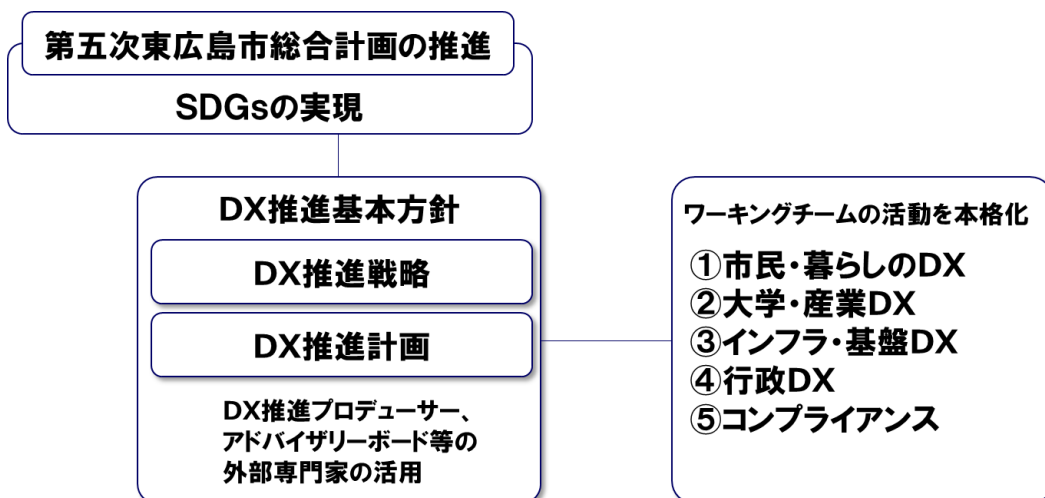 第五次東広島市総合計画の推進
SDGsの実現
DX推進基本方針
DX推進戦略
DX推進計画
DX推進プロデューサー、
アドバイザリーボード等の
外部専門家の活用
ワーキングチームの活動を本格化
①市民・暮らしのDX
②大学・産業DX
③インフラ・基盤DX
④行政DX
⑤コンプライアンス